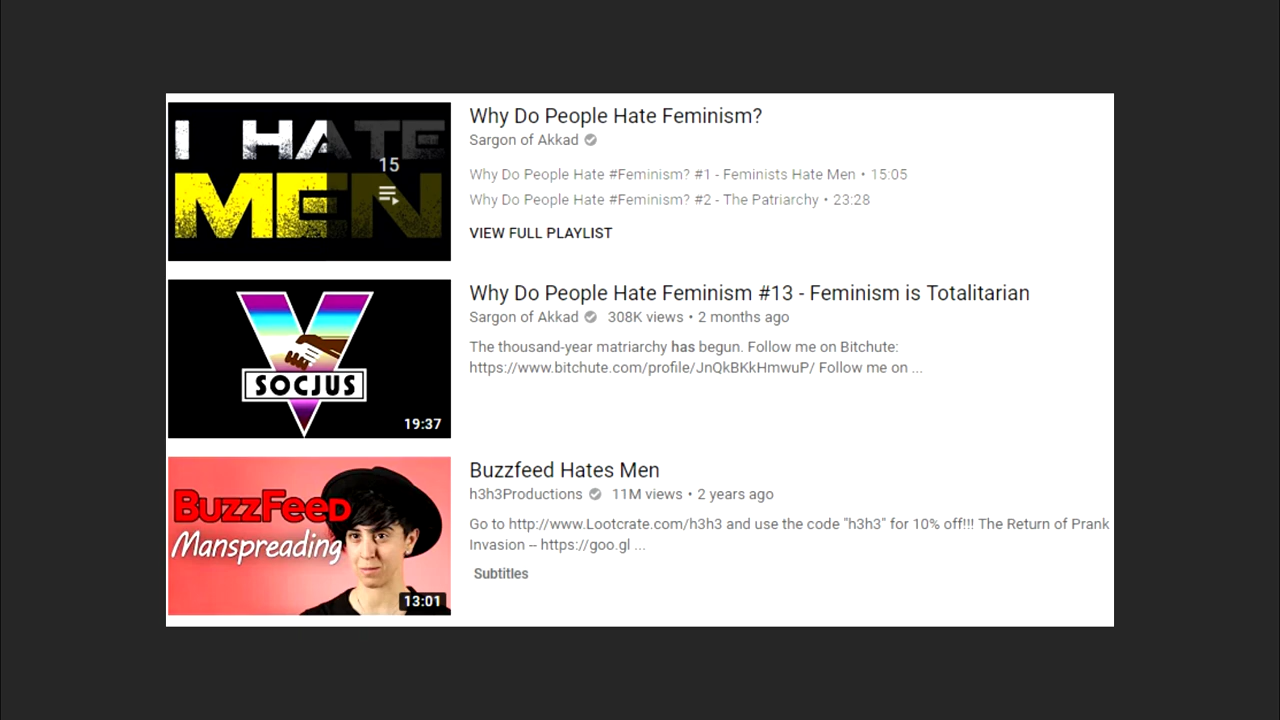 I HATE
MEN
15
Why Do People Hate Feminism?
Sargon of Akkad
Why Do People Hate #Feminism? #1 - Feminists Hate Men • 15:05
Why Do People Hate #Feminism? #2 - The Patriarchy • 23:28
VIEW FULL PLAYLIST
SOCJUS
19:37
Why Do People Hate Feminism #13 - Feminism is Totalitarian
Sargon of Akkad 308K views • 2 months ago
The thousand-year matriarchy has begun. Follow me on Bitchute:
https://www.bitchute.com/profile/JnQkBKkHmwuP/ Follow me on ...
BuzzFeed
Manspreading
13:01
Buzzfeed Hates Men
h3h3Productions 11M views • 2 years ago
Go to http://www.Lootcrate.com/h3h3 and use the code "h3h3" for 10% off!!! The Return of Prank
Invasion -- https://goo.gl ...
Subtitles